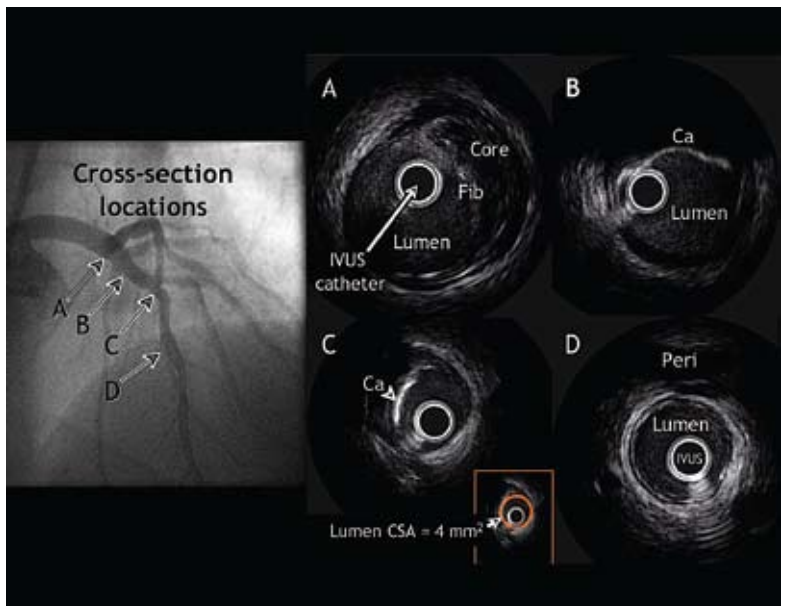 Cross-section
locations
A
B
C
D
A
Core
Fib
Lumen
IVUS
catheter
B
Ca
Lumen
C
Ca
Lumen CSA = 4 mm²
D
Peri
Lumen
IVUS